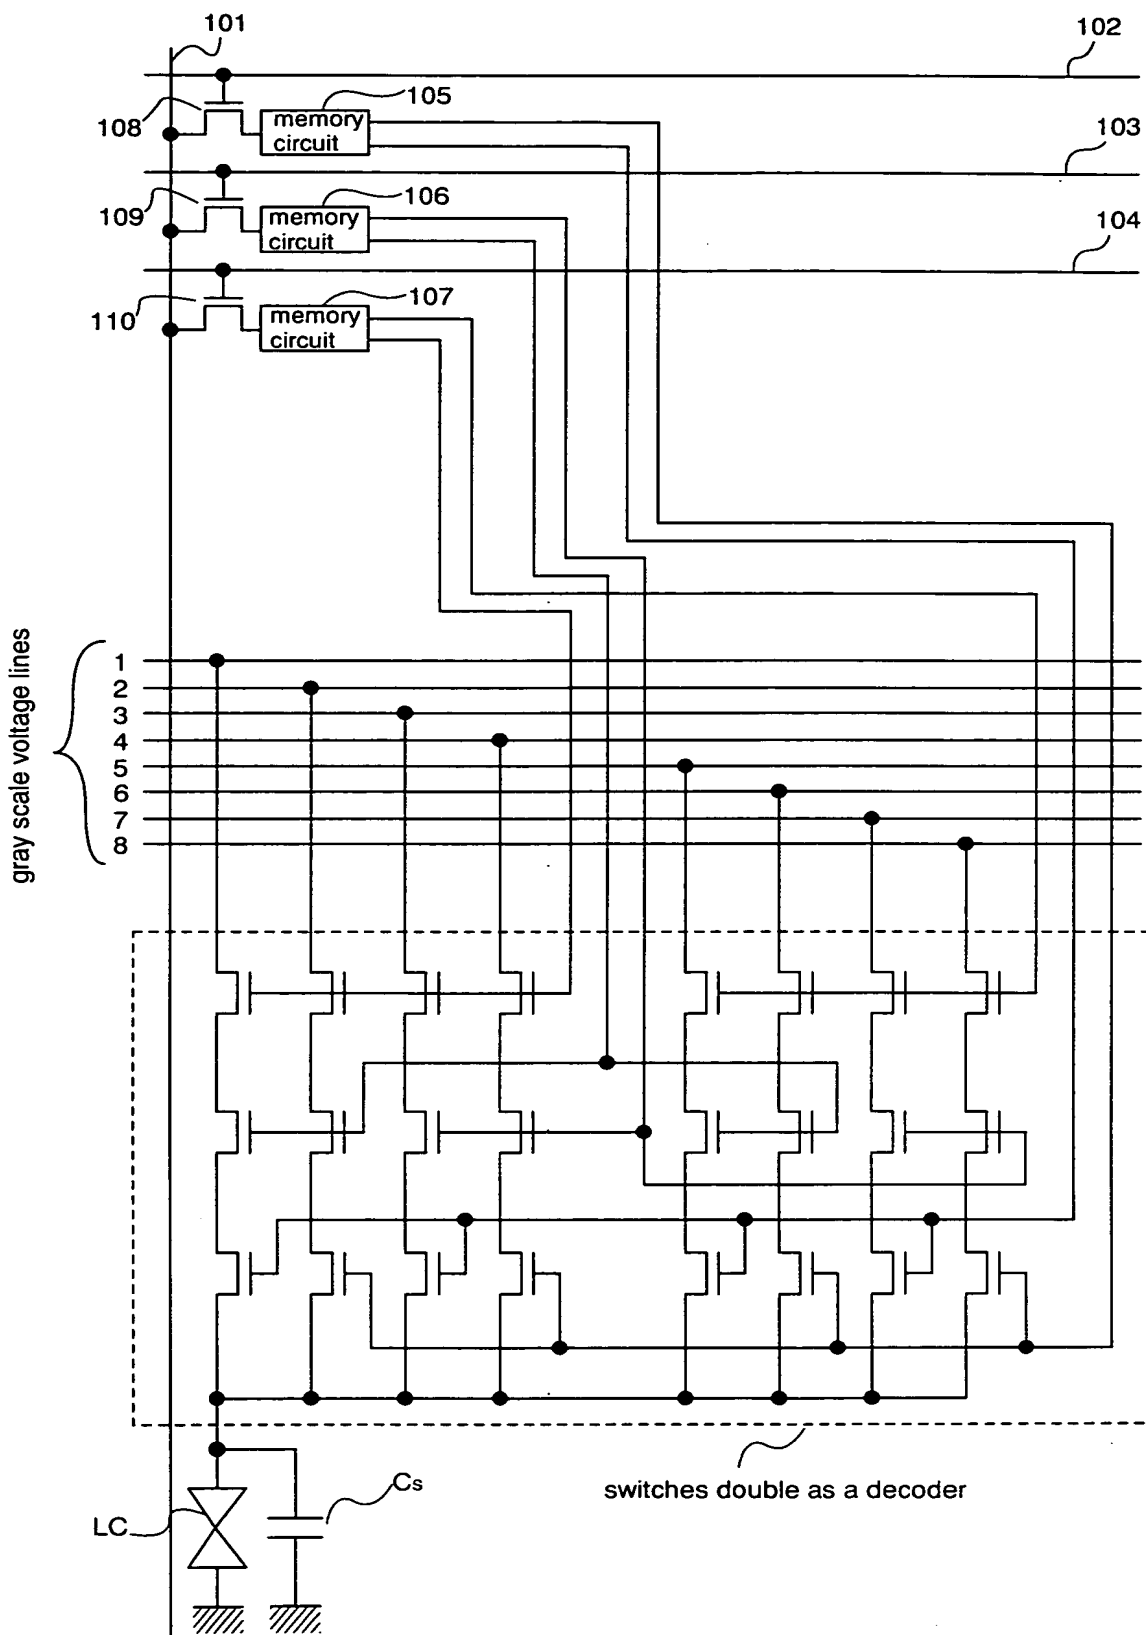 101
102
105
108
memory
circuit
103
106
109
memory
circuit
104
107
110
memory
circuit
gray scale voltage lines
1
2
3
4
5
6
7
8
switches double as a decoder
Cs
LC